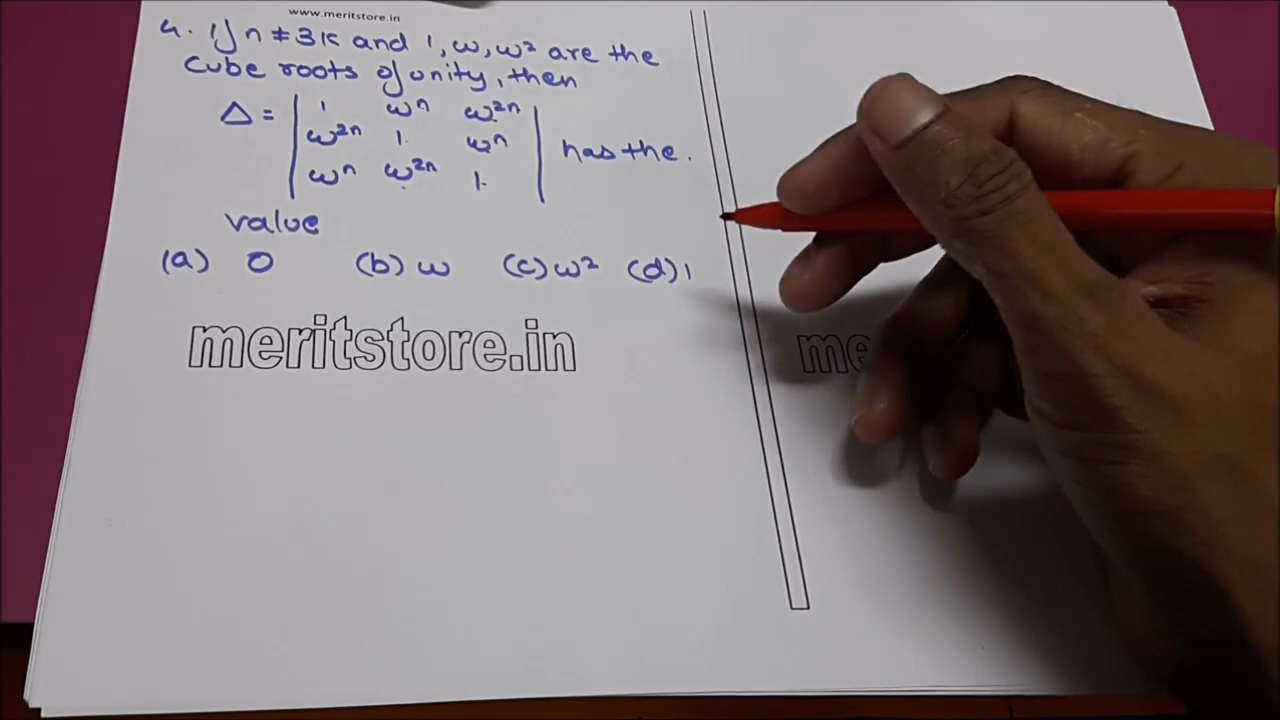 www.meritstore.in
4. If n ≠ 3k and 1, ω, ω² are the
cube roots of unity, then
Δ = | 1 ωⁿ ω²ⁿ |
| ω²ⁿ 1 ωⁿ | has the
| ωⁿ ω²ⁿ 1 |
value
(a) 0 (b) ω (c) ω² (d) 1
meritstore.in
me